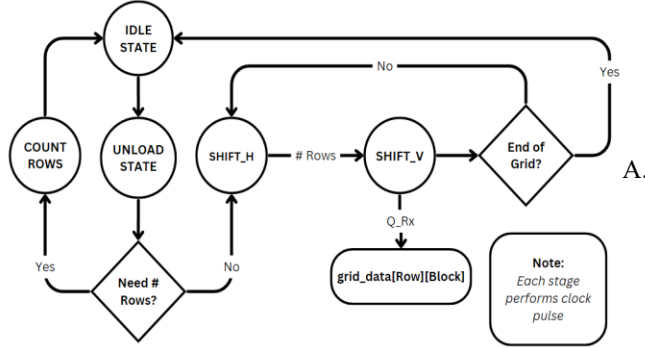 IDLE
STATE
No
Yes
COUNT
ROWS
UNLOAD
STATE
SHIFT_H
# Rows
SHIFT_V
End of
Grid?
A.
Q_Rx
Yes
Need #
Rows?
No
grid_data[Row][Block]
Note:
Each stage
performs clock
pulse